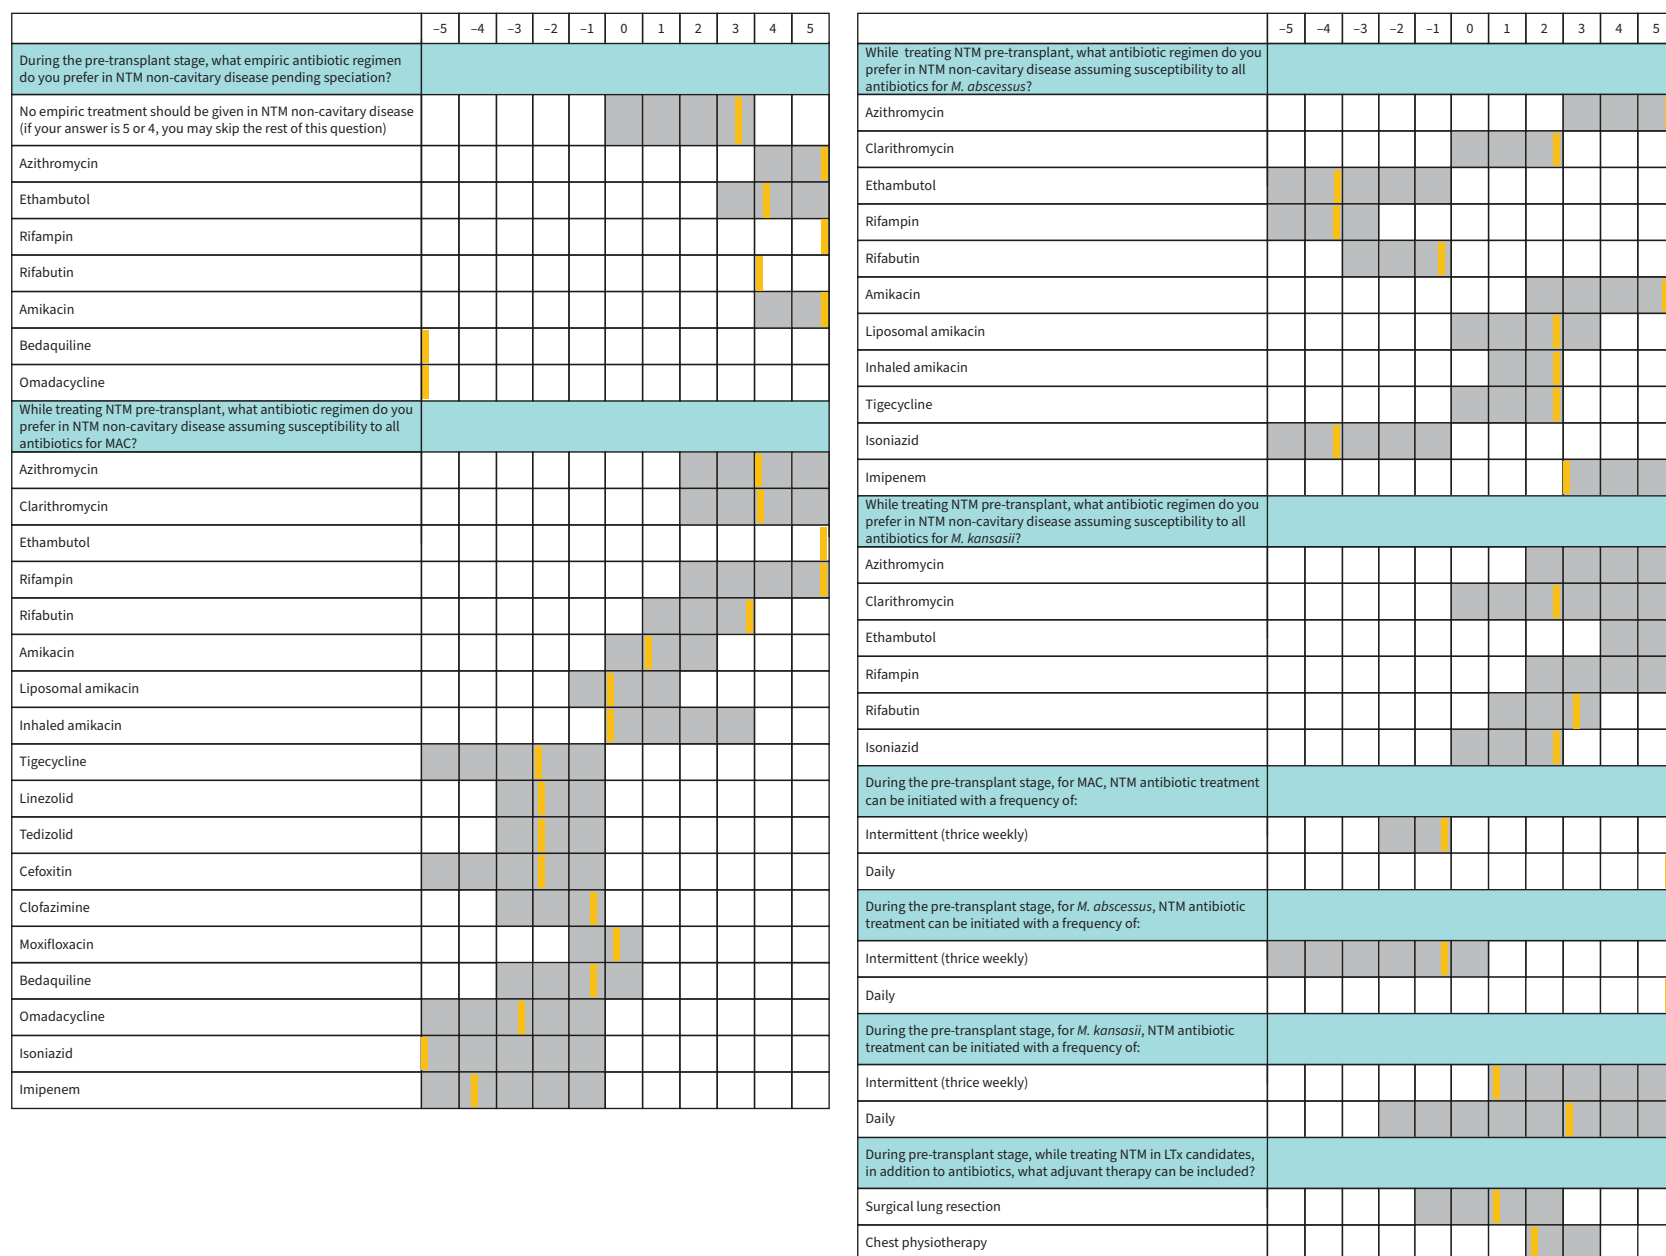 –5 –4 –3 –2 –1 0 1 2 3 5
During the pre-transplant stage, what empiric antibiotic regimen
do you prefer in NTM non-cavitary disease pending speciation?
No empiric treatment should be given in NTM non-cavitary disease
(if your answer is 5 or 4, you may skip the rest of this question)
Azithromycin
Ethambutol
Rifampin
Rifabutin
Amikacin
Bedaquiline
Omadacycline
While treating NTM pre-transplant, what antibiotic regimen do you
prefer in NTM non-cavitary disease assuming susceptibility to all
antibiotics for MAC?
Azithromycin
Clarithromycin
Ethambutol
Rifampin
Rifabutin
Amikacin
Liposomal amikacin
Inhaled amikacin
Tigecycline
Linezolid
Tedizolid
Cefoxitin
Clofazimine
Moxifloxacin
Bedaquiline
Omadacycline
Isoniazid
Imipenem
–5 –4 –3 –2 –1 0 1 2 3 4 5
While treating NTM pre-transplant, what antibiotic regimen do you
prefer in NTM non-cavitary disease assuming susceptibility to all
antibiotics for M. abscessus?
Azithromycin
Clarithromycin
Ethambutol
Rifampin
Rifabutin
Amikacin
Liposomal amikacin
Inhaled amikacin
Tigecycline
Isoniazid
Imipenem
While treating NTM pre-transplant, what antibiotic regimen do you
prefer in NTM non-cavitary disease assuming susceptibility to all
antibiotics for M. kansasii?
Azithromycin
Clarithromycin
Ethambutol
Rifampin
Rifabutin
Isoniazid
During the pre-transplant stage, for MAC, NTM antibiotic treatment
can be initiated with a frequency of:
Intermittent (thrice weekly)
Daily
During the pre-transplant stage, for M. abscessus, NTM antibiotic
treatment can be initiated with a frequency of:
Intermittent (thrice weekly)
Daily
During the pre-transplant stage, for M. kansasii, NTM antibiotic
treatment can be initiated with a frequency of:
Intermittent (thrice weekly)
Daily
During pre-transplant stage, while treating NTM in LTx candidates,
in addition to antibiotics, what adjuvant therapy can be included?
Surgical lung resection
Chest physiotherapy